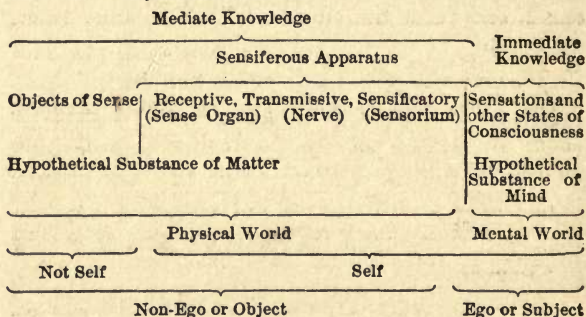 Mediate Knowledge
Immediate
Knowledge
Sensiferous Apparatus
Objects of Sense
Receptive, Transmissive, Sensificatory
(Sense Organ) (Nerve) (Sensorium)
Sensations and
other States of
Consciousness
Hypothetical Substance of Matter
Hypothetical
Substance of
Mind
Physical World
Mental World
Not Self
Self
Non-Ego or Object
Ego or Subject